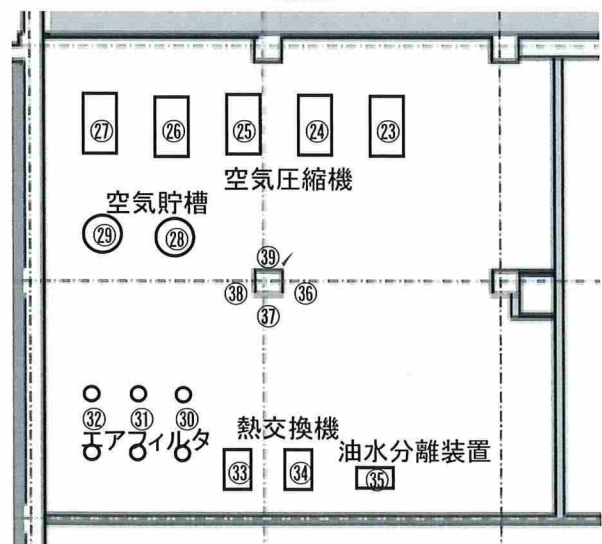 ㉗ ㉖ ㉕ ㉔ ㉓
空気圧縮機
空気貯槽
㉙ ㉘
㊴
㊳ ㊱
㊲
㉜ ㉛ ㉚
エアフィルタ
熱交換機
油水分離装置
㉝ ㉞ ㉟